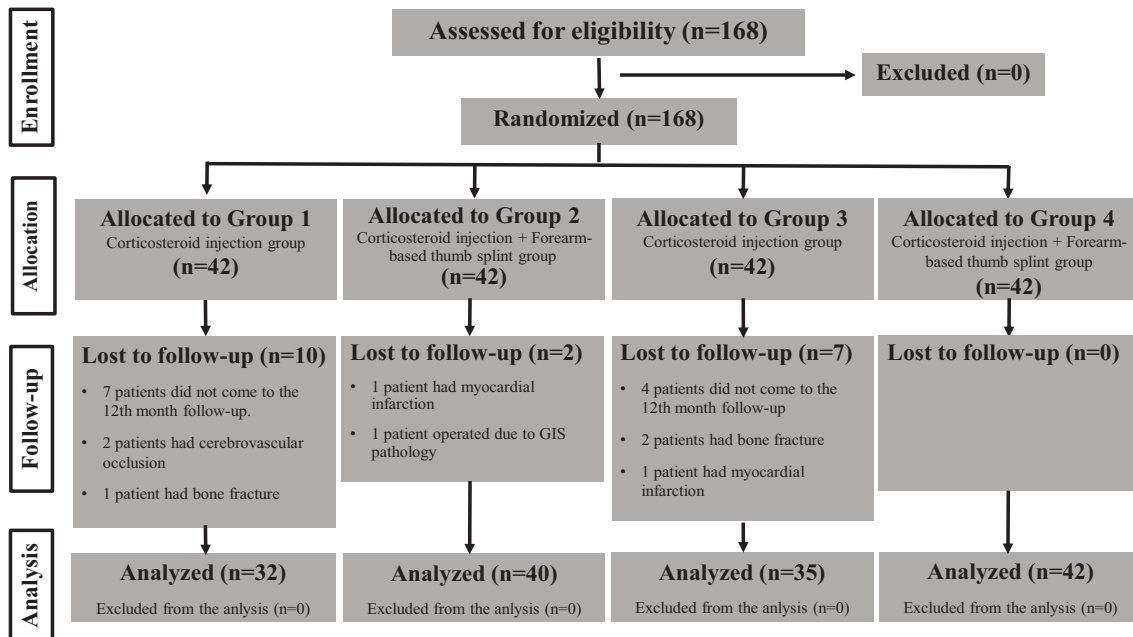 Enrollment
Assessed for eligibility (n=168)
Excluded (n=0)
Randomized (n=168)
Allocation
Allocated to Group 1
Corticosteroid injection
group
(n=42)
Allocated to Group 2
Corticosteroid injection + Forearm-
based thumb splint
group
(n=42)
Allocated to Group 3
Corticosteroid injection
group
(n=42)
Allocated to Group 4
Corticosteroid injection + Forearm-
based thumb splint group
(n=42)
Follow-up
Lost to follow-up (n=10)
• 7 patients did not come to the
12th month follow-up.
• 2 patients had cerebrovascular
occlusion
• 1 patient had bone fracture
Lost to follow-up (n=2)
• 1 patient had myocardial
infarction
• 1 patient operated due to GIS
pathology
Lost to follow-up (n=7)
• 4 patients did not come to the
12th month follow-up
• 2 patients had bone fracture
• 1 patient had myocardial
infarction
Lost to follow-up (n=0)
Analysis
Analyzed (n=32)
Excluded from the anlysis (n=0)
Analyzed (n=40)
Excluded from the anlysis (n=0)
Analyzed (n=35)
Excluded from the anlysis (n=0)
Analyzed (n=42)
Excluded from the anlysis (n=0)